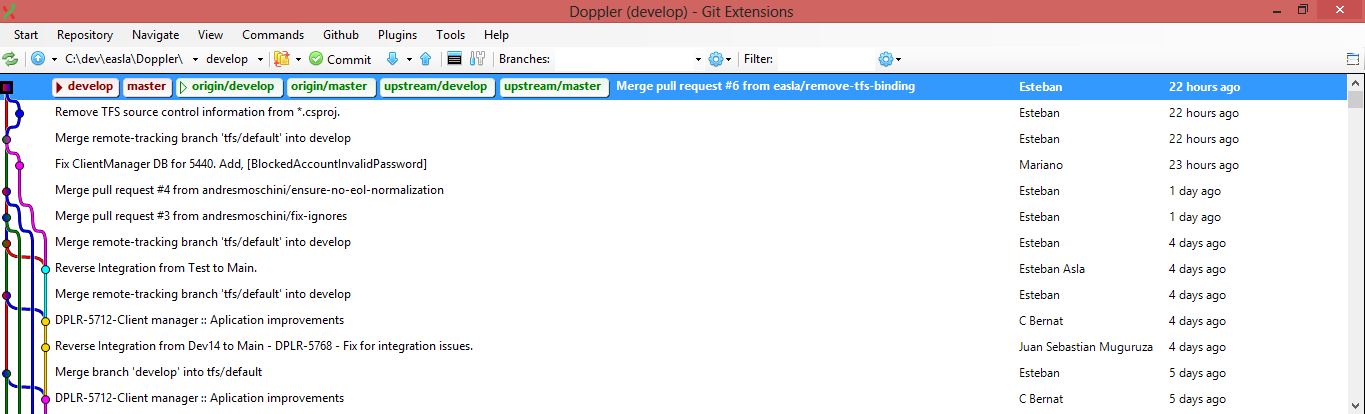 Doppler (develop) - Git Extensions
Start Repository Navigate View Commands Github Plugins Tools Help
C:\dev\easla\Doppler\ develop Commit Branches: Filter:
develop master origin/develop origin/master upstream/develop upstream/master Merge pull request #6 from easla/remove-tfs-binding Esteban 22 hours ago
Remove TFS source control information from *.csproj. Esteban 22 hours ago
Merge remote-tracking branch 'tfs/default' into develop Esteban 22 hours ago
Fix ClientManager DB for 5440. Add, [BlockedAccountInvalidPassword] Mariano 23 hours ago
Merge pull request #4 from andresmoschini/ensure-no-eol-normalization Esteban 1 day ago
Merge pull request #3 from andresmoschini/fix-ignores Esteban 1 day ago
Merge remote-tracking branch 'tfs/default' into develop Esteban 4 days ago
Reverse Integration from Test to Main. Esteban Asla 4 days ago
Merge remote-tracking branch 'tfs/default' into develop Esteban 4 days ago
DPLR-5712-Client manager :: Aplication improvements C Bernat 4 days ago
Reverse Integration from Dev14 to Main - DPLR-5768 - Fix for integration issues. Juan Sebastian Muguruza 4 days ago
Merge branch 'develop' into tfs/default Esteban 5 days ago
DPLR-5712-Client manager :: Aplication improvements C Bernat 5 days ago